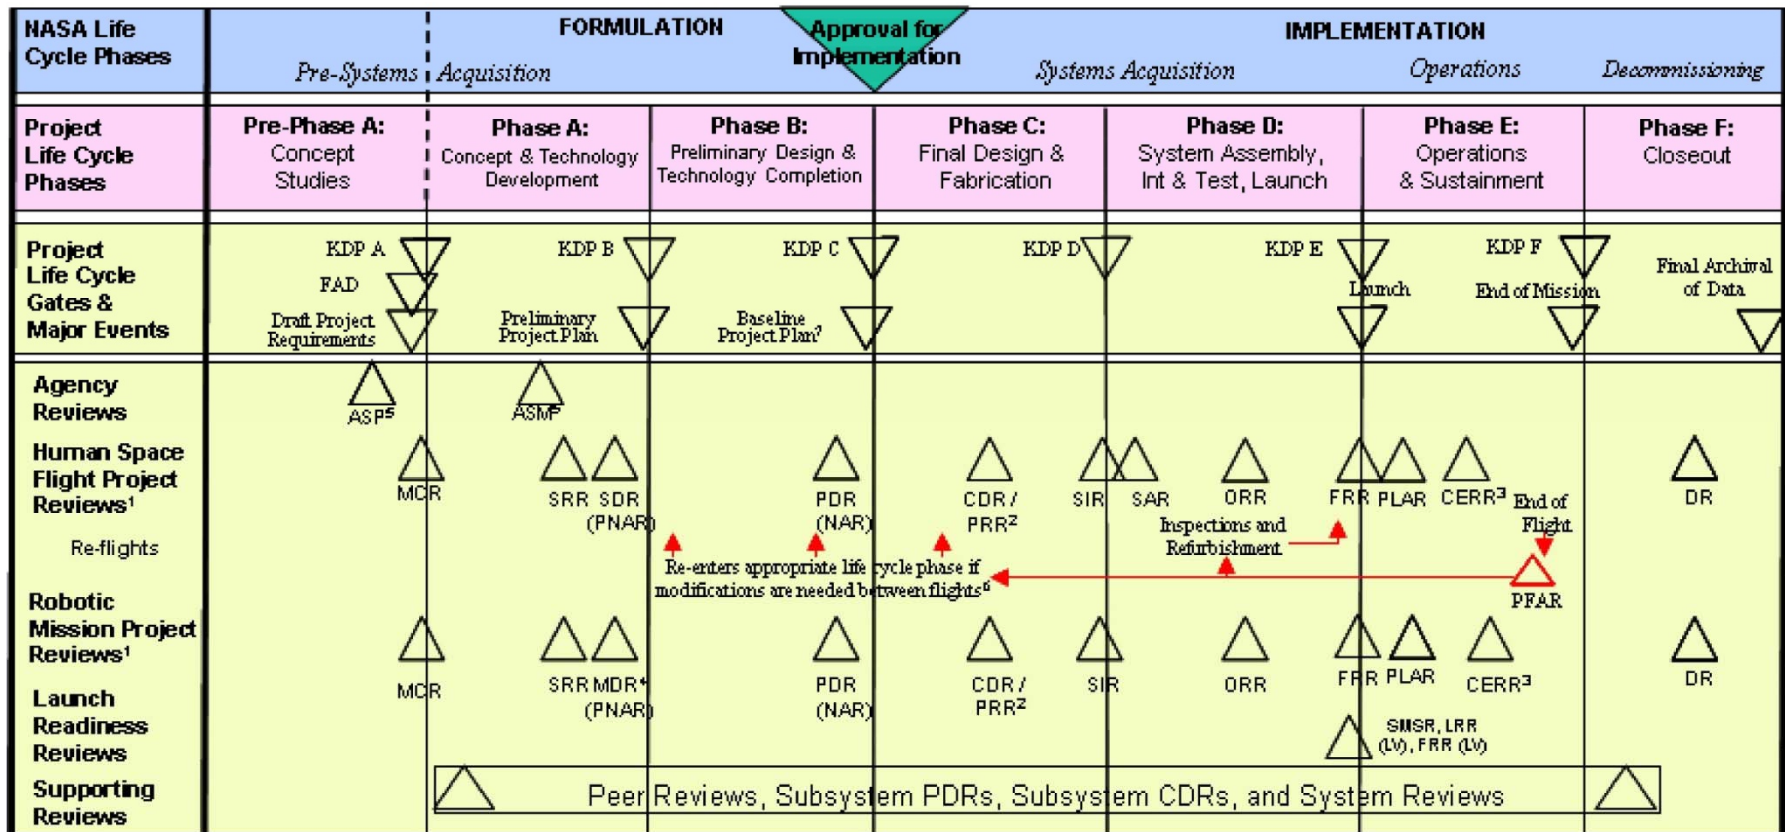 NASA Life
Cycle Phases
FORMULATION
Approval for
Implementation
IMPLEMENTATION
Pre-Systems Acquisition
Systems Acquisition
Operations
Decommissioning
Project
Life Cycle
Phases
Pre-Phase A:
Concept
Studies
Phase A:
Concept & Technology
Development
Phase B:
Preliminary Design &
Technology Completion
Phase C:
Final Design &
Fabrication
Phase D:
System Assembly,
Int & Test, Launch
Phase E:
Operations
& Sustainment
Phase F:
Closeout
Project
Life Cycle
Gates &
Major Events
KDP A
FAD
Draft Project
Requirements
KDP B
Preliminary
Project Plan
KDP C
Baseline
Project Plan⁷
KDP D
KDP E
Launch
KDP F
End of Mission
Final Archival
of Data
Agency
Reviews
ASP⁵
ASM⁵
Human Space
Flight Project
Reviews¹
MCR
SRR
SDR
(PNAR)
PDR
(NAR)
CDR /
PRR²
SIR
SAR
ORR
FRR
PLAR
CERR³
End of
Flight
DR
Re-flights
Re-enters appropriate life cycle phase if
modifications are needed between flights⁶
Inspections and
Refurbishment
PFAR
Robotic
Mission Project
Reviews¹
MCR
SRR
MDR⁴
(PNAR)
PDR
(NAR)
CDR /
PRR²
SIR
ORR
FRR
PLAR
CERR³
DR
Launch
Readiness
Reviews
SMSR, LRR
(LV), FRR (LV)
Supporting
Reviews
Peer Reviews, Subsystem PDRs, Subsystem CDRs, and System Reviews